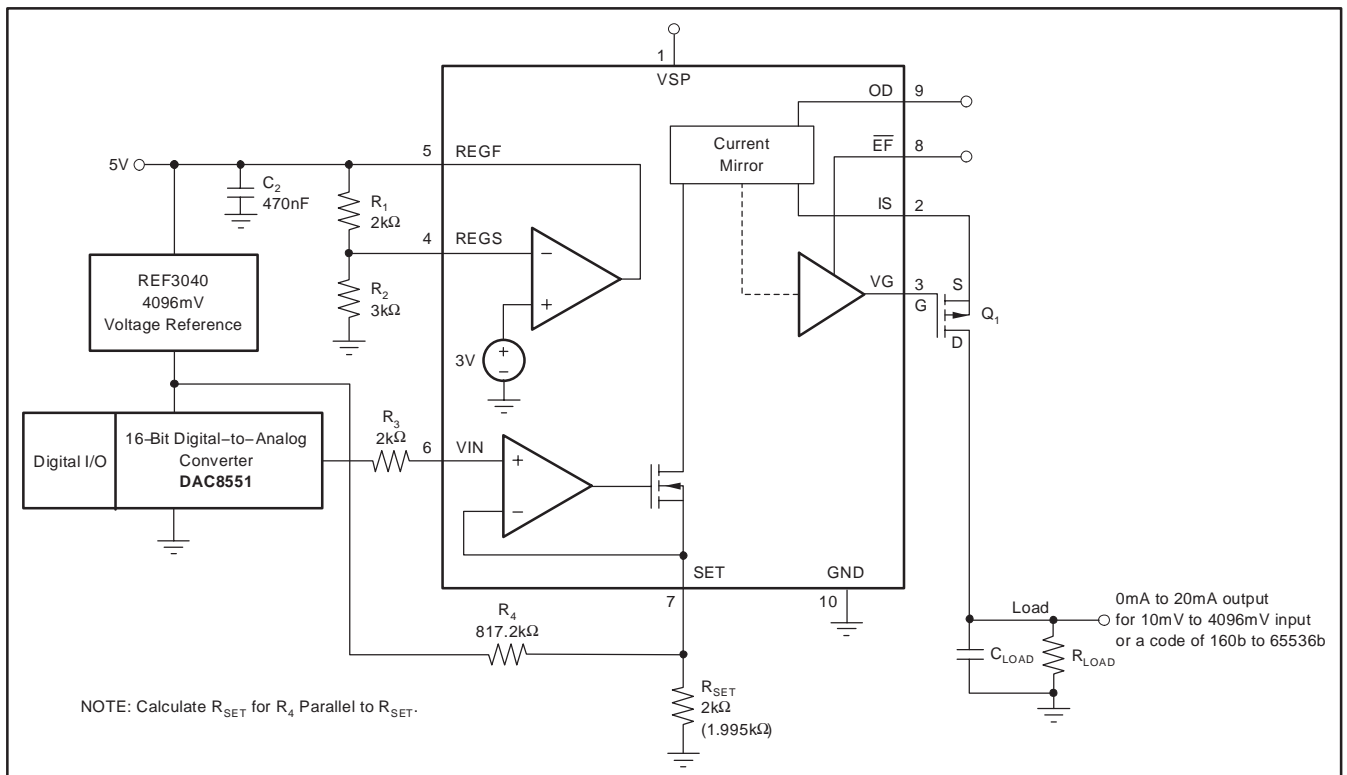 1
VSP
OD 9
EF 8
Current
Mirror
IS 2
5V
5 REGF
C2
470nF
R1
2kΩ
4 REGS
−
+
R2
3kΩ
REF3040
4096mV
Voltage Reference
3V
+
−
VG 3
G
S
Q1
D
Digital I/O
16−Bit Digital−to−Analog
Converter
DAC8551
R3
2kΩ
6 VIN
+
−
SET
7
GND
10
R4
817.2kΩ
RSET
2kΩ
(1.995kΩ)
Load
0mA to 20mA output
for 10mV to 4096mV input
or a code of 160b to 65536b
CLOAD
RLOAD
NOTE: Calculate RSET for R4 Parallel to RSET.